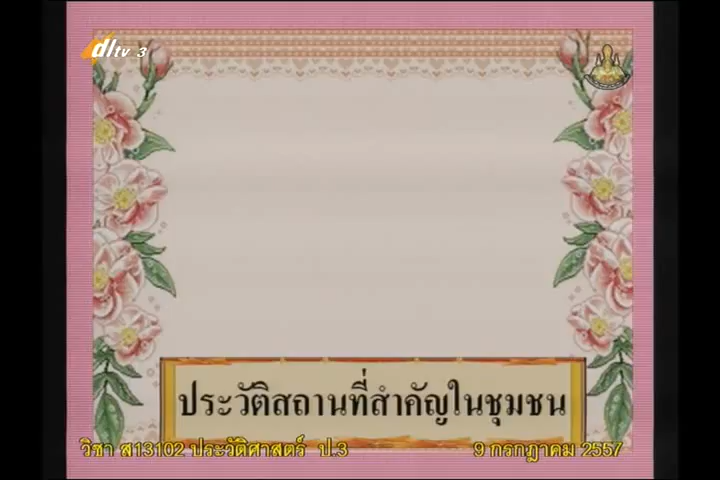 dltv 3
ประวัติสถานที่สำคัญในชุมชน
วิชา ส13102 ประวัติศาสตร์ ป.3 9 กรกฎาคม 2557